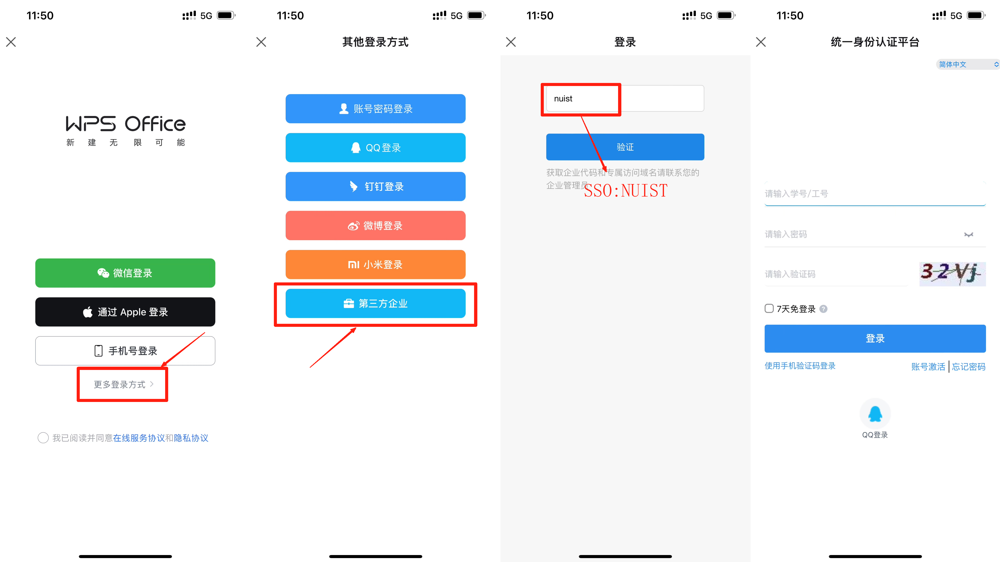 11:50
5G
WPS Office
新建无限可能
微信登录
通过 Apple 登录
手机号登录
更多登录方式
我已阅读并同意在线服务协议和隐私协议
11:50
5G
其他登录方式
账号密码登录
QQ登录
钉钉登录
微博登录
小米登录
第三方企业
11:50
5G
登录
nuist
验证
获取企业代码和专属访问域名请联系您的
企业管理员
SSO:NUIST
11:50
5G
统一身份认证平台
简体中文
请输入学号/工号
请输入密码
请输入验证码
32Vj
7天免登录
?
登录
使用手机验证码登录
账号激活
忘记密码
QQ登录